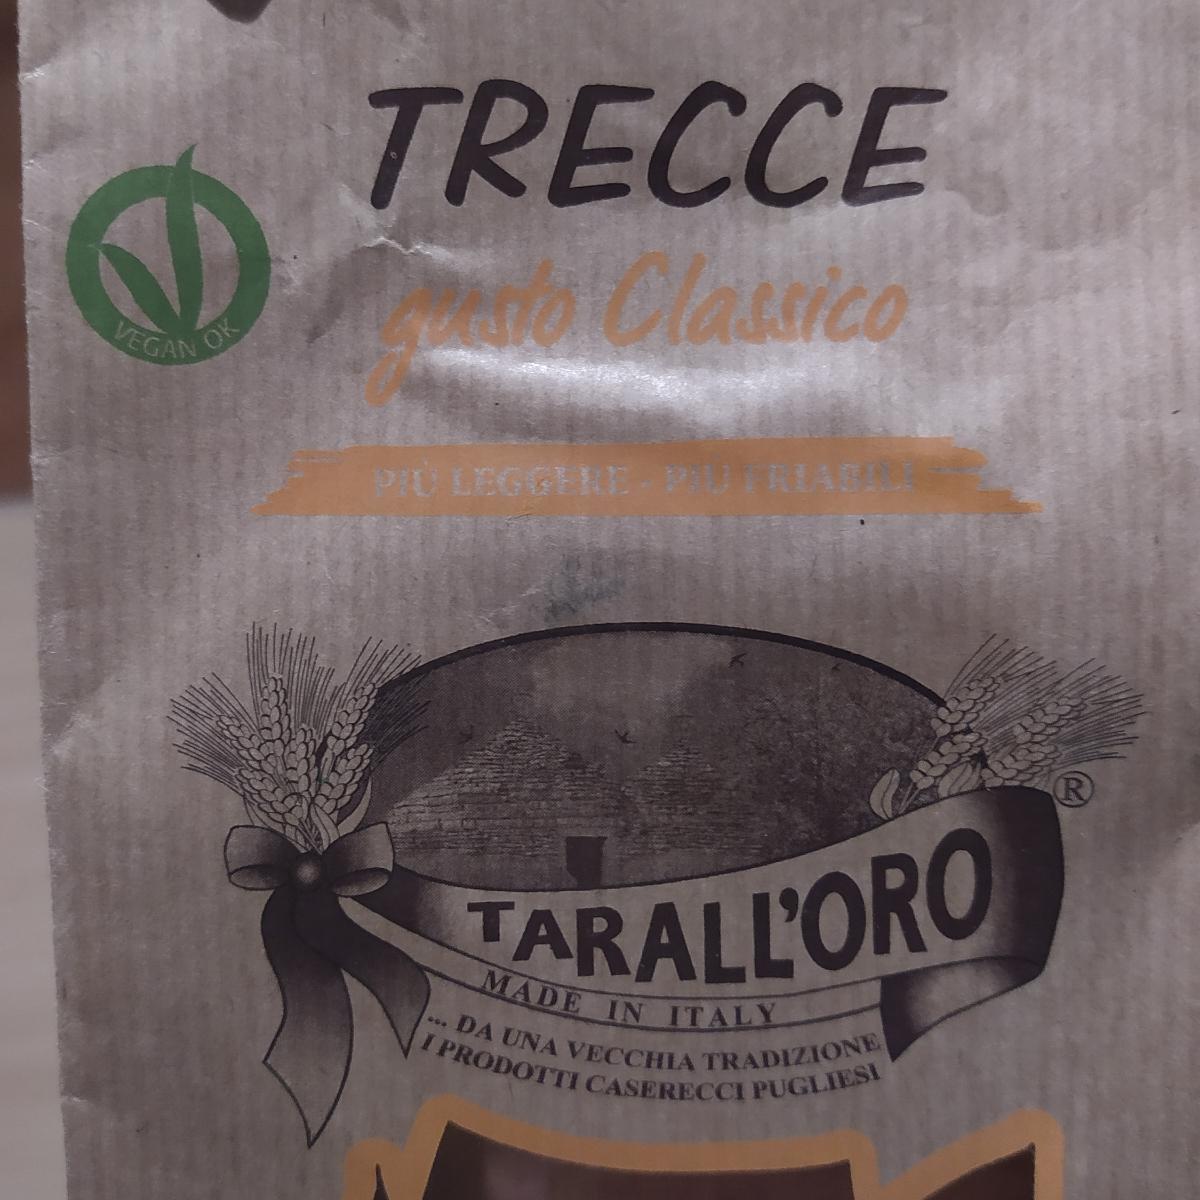 TRECCE
VEGAN OK
gusto Classico
PIÙ LEGGERE - PIÙ FRIABILI
TARALL'ORO ®
MADE IN ITALY
... DA UNA VECCHIA TRADIZIONE
I PRODOTTI CASERECCI PUGLIESI